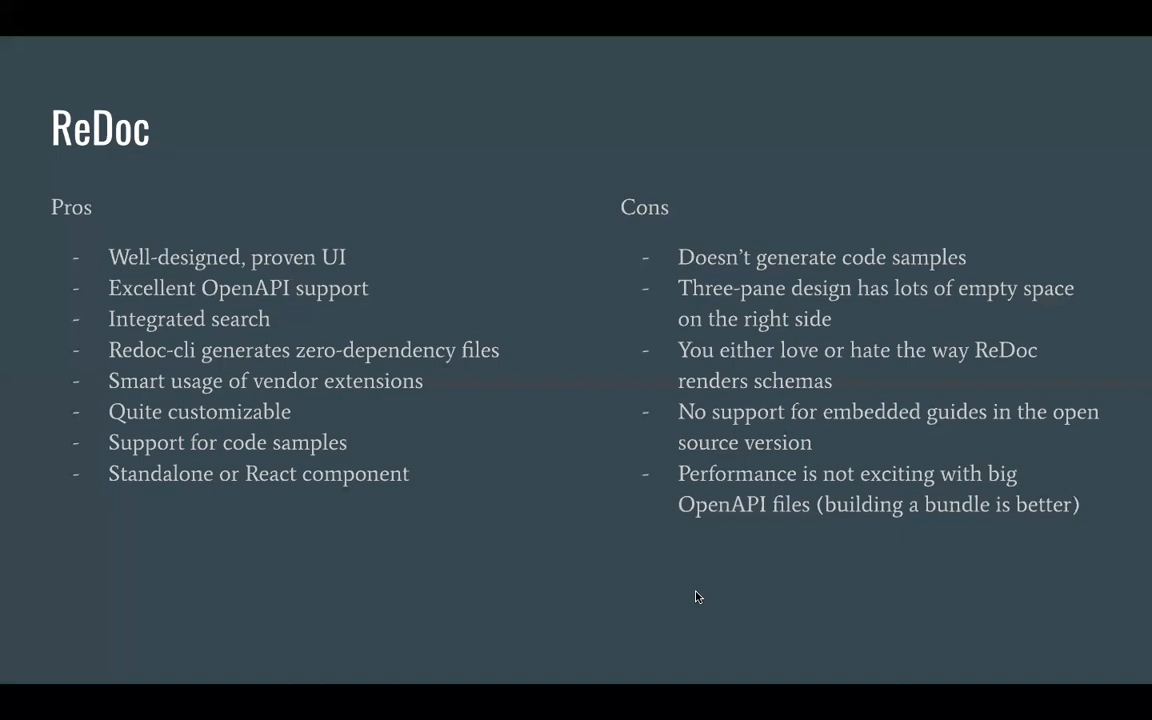 ReDoc
Pros
- Well-designed, proven UI
- Excellent OpenAPI support
- Integrated search
- Redoc-cli generates zero-dependency files
- Smart usage of vendor extensions
- Quite customizable
- Support for code samples
- Standalone or React component
Cons
- Doesn’t generate code samples
- Three-pane design has lots of empty space
on the right side
- You either love or hate the way ReDoc
renders schemas
- No support for embedded guides in the open
source version
- Performance is not exciting with big
OpenAPI files (building a bundle is better)